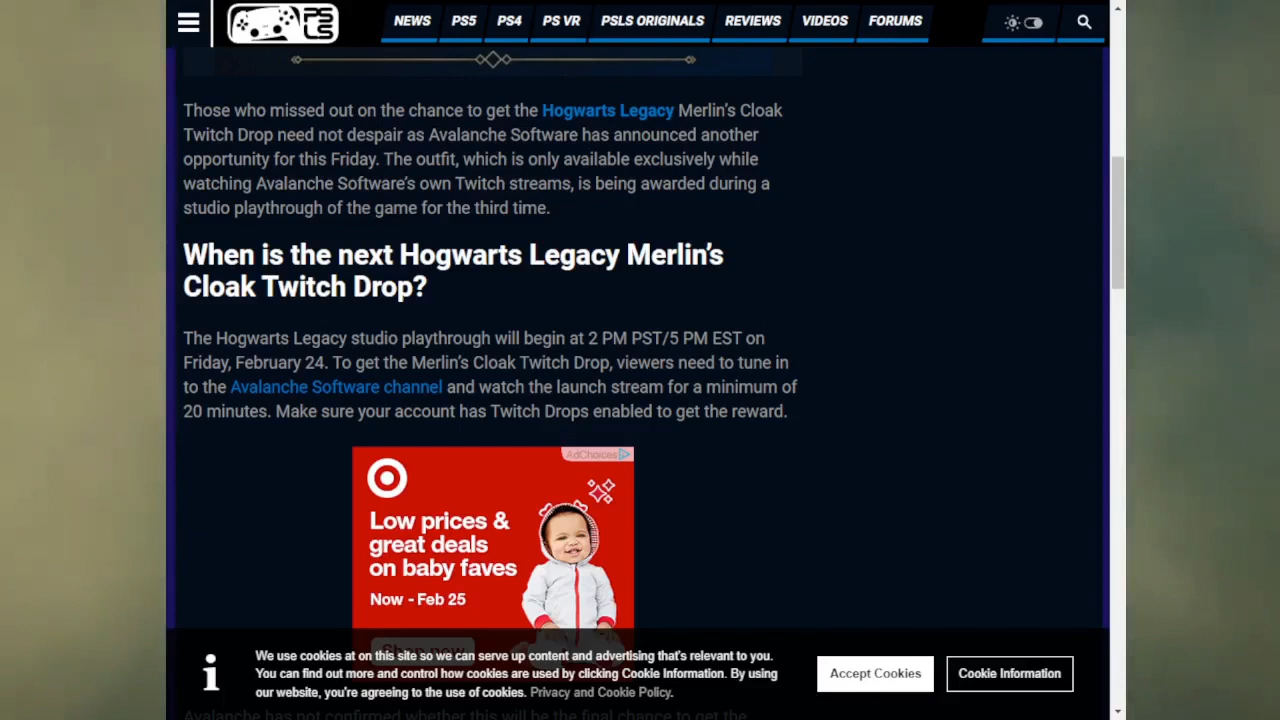 PS
LS
NEWS PS5 PS4 PS VR PSLS ORIGINALS REVIEWS VIDEOS FORUMS
Those who missed out on the chance to get the Hogwarts Legacy Merlin's Cloak
Twitch Drop need not despair as Avalanche Software has announced another
opportunity for this Friday. The outfit, which is only available exclusively while
watching Avalanche Software's own Twitch streams, is being awarded during a
studio playthrough of the game for the third time.
When is the next Hogwarts Legacy Merlin's
Cloak Twitch Drop?
The Hogwarts Legacy studio playthrough will begin at 2 PM PST/5 PM EST on
Friday, February 24. To get the Merlin's Cloak Twitch Drop, viewers need to tune in
to the Avalanche Software channel and watch the launch stream for a minimum of
20 minutes. Make sure your account has Twitch Drops enabled to get the reward.
AdChoices
Low prices &
great deals
on baby faves
Now - Feb 25
Shop now
We use cookies at on this site so we can serve up content and advertising that's relevant to you.
You can find out more and control how cookies are used by clicking Cookie Information. By using
our website, you're agreeing to the use of cookies. Privacy and Cookie Policy.
Accept Cookies Cookie Information
Avalanche has not confirmed whether this will be the final chance to get the